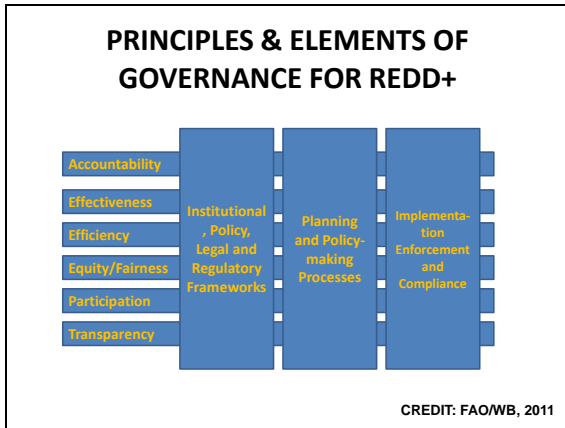 PRINCIPLES & ELEMENTS OF
GOVERNANCE FOR REDD+
Accountability
Effectiveness
Efficiency
Equity/Fairness
Participation
Transparency
Institutional
, Policy,
Legal and
Regulatory
Frameworks
Planning
and Policy-
making
Processes
Implementa-
tion
Enforcement
and
Compliance
CREDIT: FAO/WB, 2011